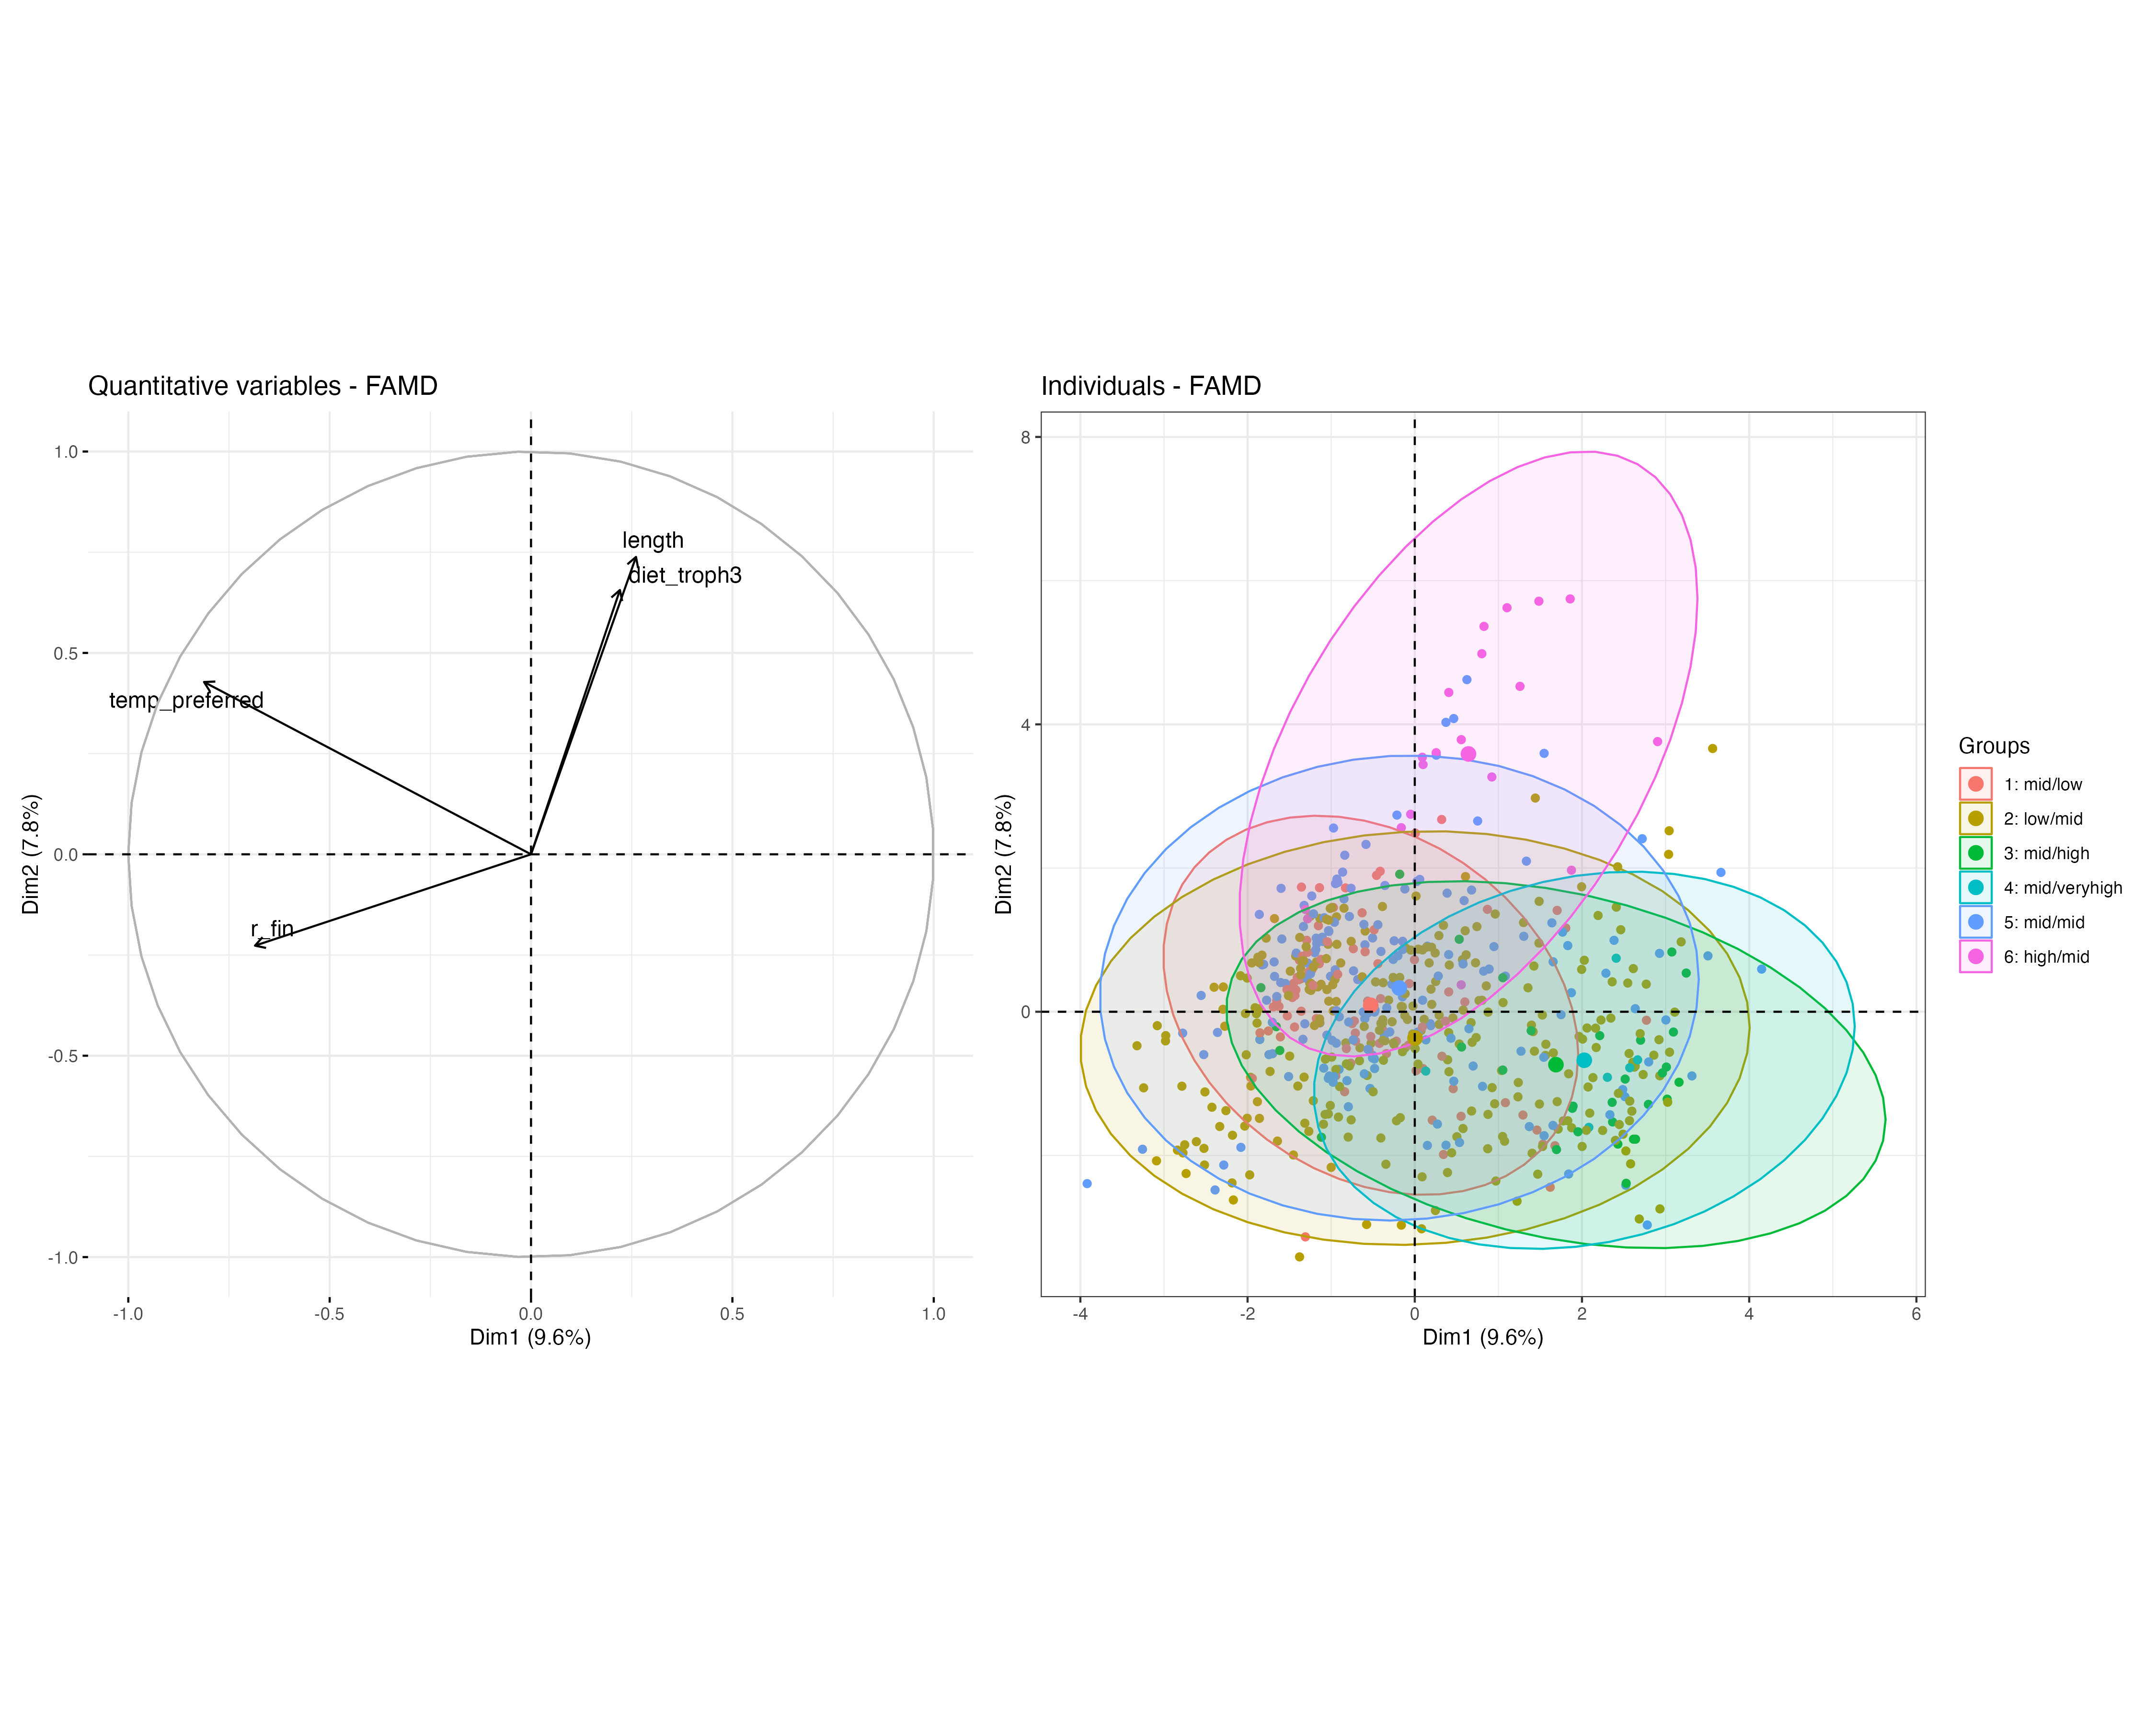 Quantitative variables - FAMD
1.0
0.5
0.0
-0.5
-1.0
Dim2 (7.8%)
length
diet_troph3
temp_preferred
r_fin
-1.0
-0.5
0.0
0.5
1.0
Dim1 (9.6%)
Individuals - FAMD
8
4
0
Dim2 (7.8%)
-4
-2
0
2
4
6
Dim1 (9.6%)
Groups
1: mid/low
2: low/mid
3: mid/high
4: mid/veryhigh
5: mid/mid
6: high/mid